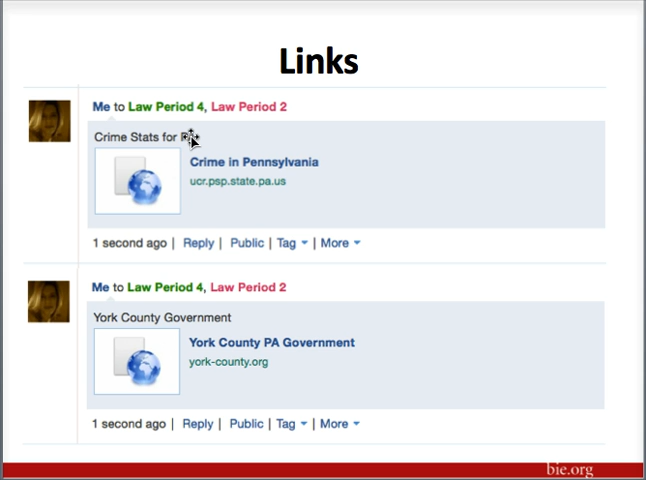 Links
Me to Law Period 4, Law Period 2
Crime Stats for
Crime in Pennsylvania
ucr.psp.state.pa.us
1 second ago | Reply | Public | Tag | More
Me to Law Period 4, Law Period 2
York County Government
York County PA Government
york-county.org
1 second ago | Reply | Public | Tag | More
bie.org